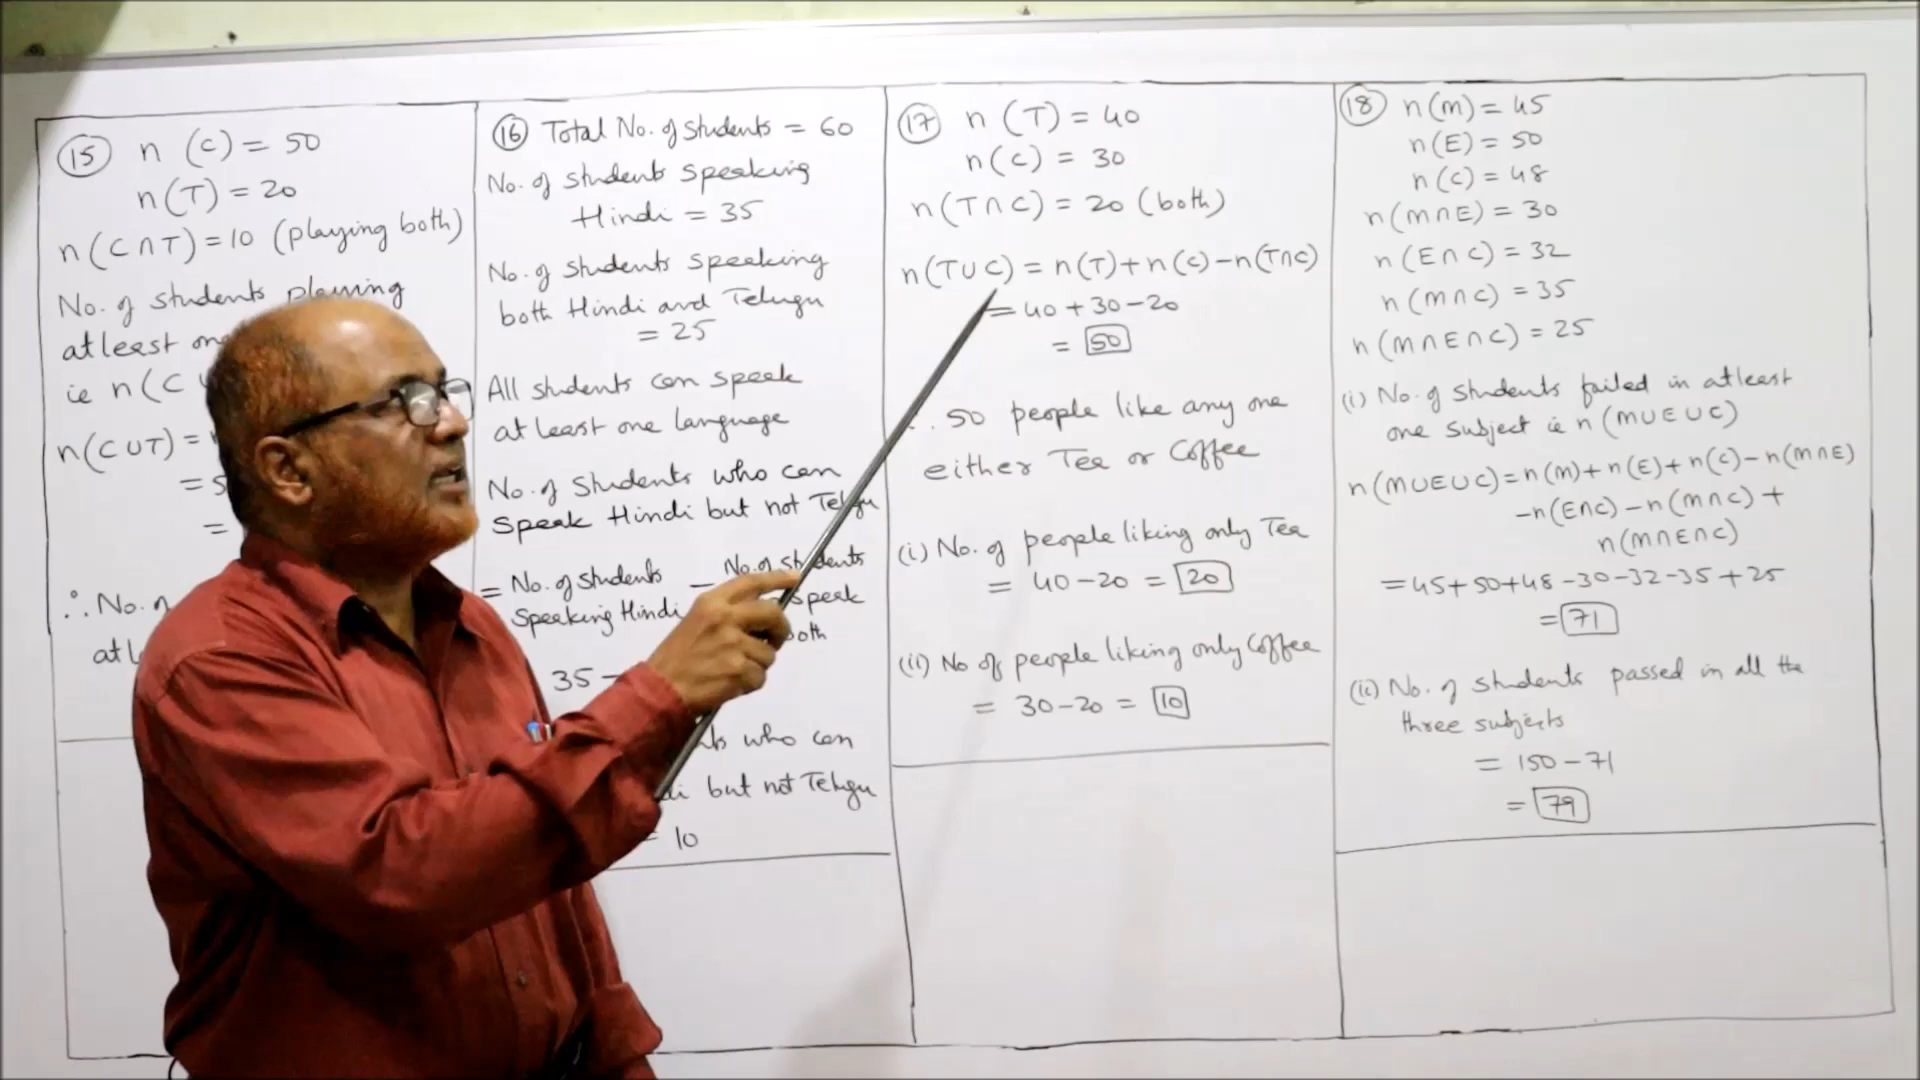 15 n (C) = 50
n(T) = 20
n(C∩T) = 10 (playing both)
No. of students playing
atleast
ie n(C
n(C∪T) =
=
=
∴ No. of
at
16 Total No. of students = 60
No. of students speaking
Hindi = 35
No. of students speaking
both Hindi and Telugu
= 25
All students can speak
at least one language
No. of students who can
speak Hindi but not Telugu
= No. of students – No. of students
speaking Hindi speak
both
35 –
who can
but not Telugu
= 10
17 n (T) = 40
n(C) = 30
n(T∩C) = 20 (both)
n(T∪C) = n(T) + n(C) – n(T∩C)
= 40 + 30 – 20
= 50
∴ 50 people like any one
either Tea or Coffee
(i) No. of people liking only Tea
= 40 – 20 = 20
(ii) No of people liking only Coffee
= 30 – 20 = 10
18 n(M) = 45
n(E) = 50
n(C) = 48
n(M∩E) = 30
n(E∩C) = 32
n(M∩C) = 35
n(M∩E∩C) = 25
(i) No. of students failed in atleast
one subject ie n(M∪E∪C)
n(M∪E∪C) = n(M) + n(E) + n(C) – n(M∩E)
– n(E∩C) – n(M∩C) +
n(M∩E∩C)
= 45 + 50 + 48 – 30 – 32 – 35 + 25
= 71
(ii) No. of students passed in all the
three subjects
= 150 – 71
= 79